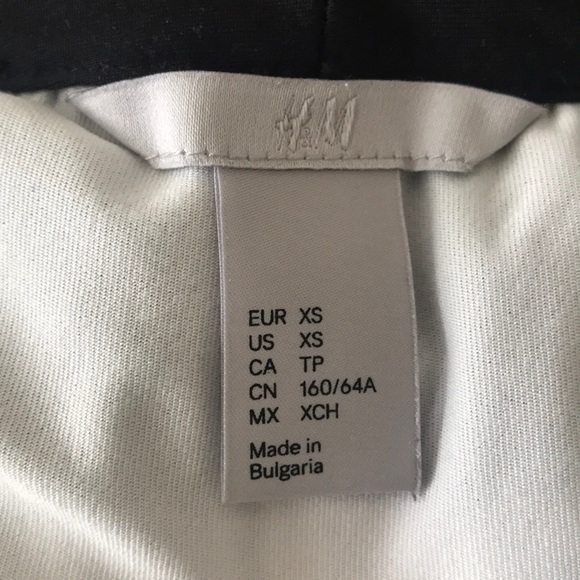 H&M
EUR XS
US XS
CA TP
CN 160/64A
MX XCH
Made in
Bulgaria